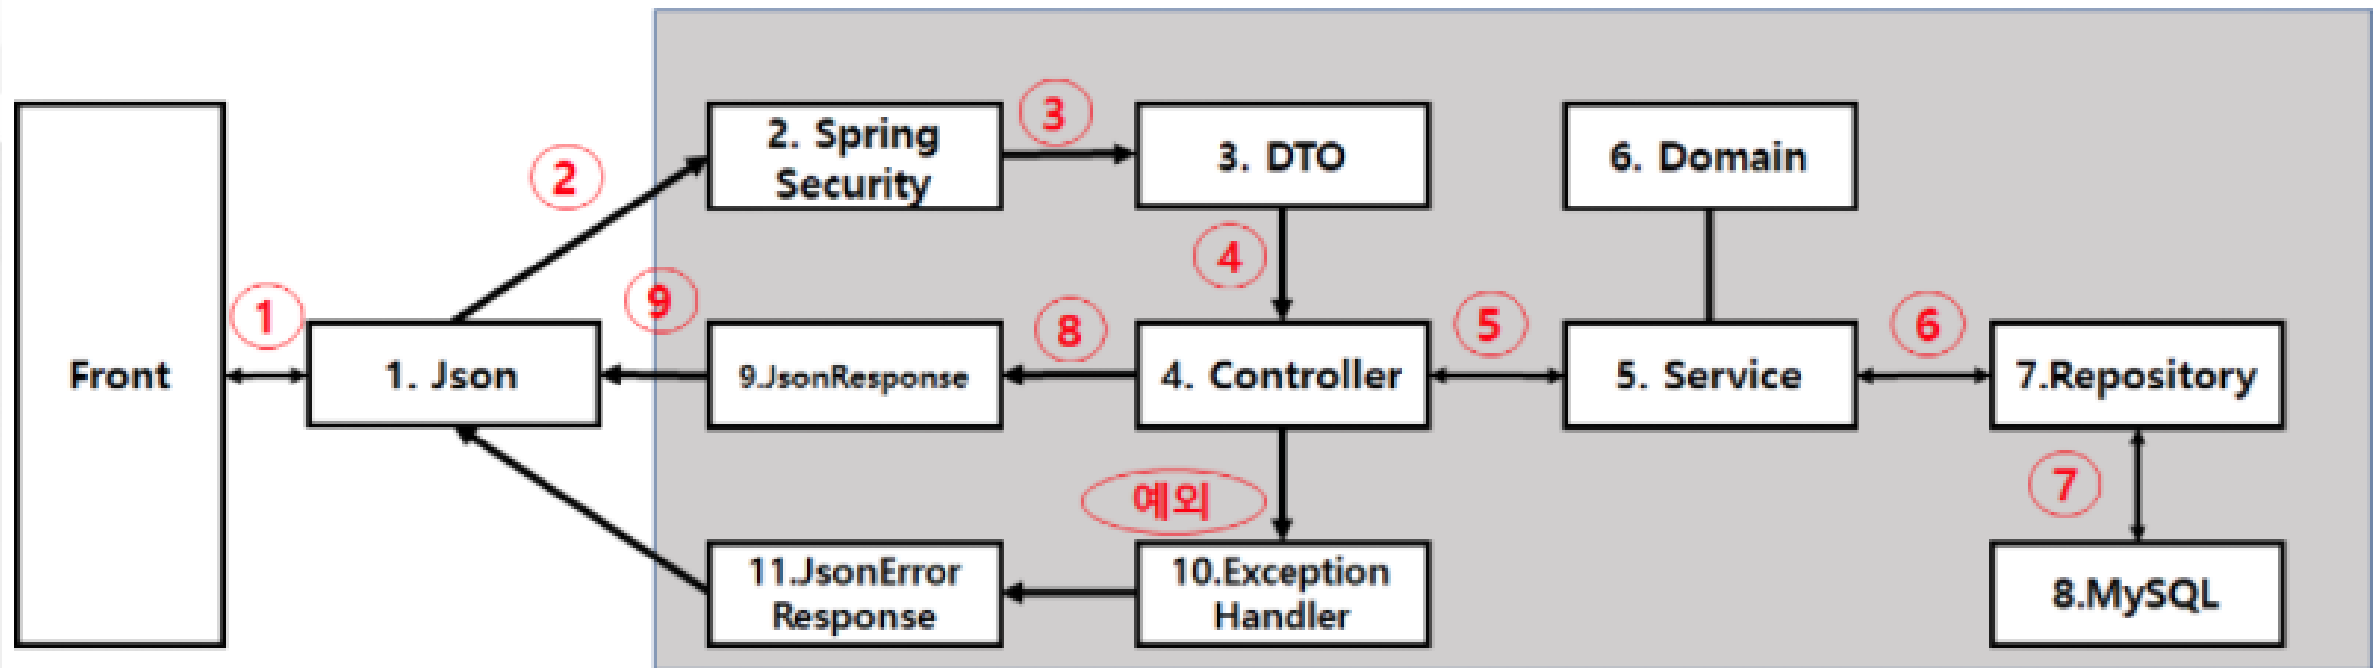 2. Spring
Security
③
3. DTO
6. Domain
②
④
①
⑨
⑧
⑤
⑥
Front
1. Json
9.JsonResponse
4. Controller
5. Service
7.Repository
예외
⑦
11.JsonError
Response
10.Exception
Handler
8.MySQL